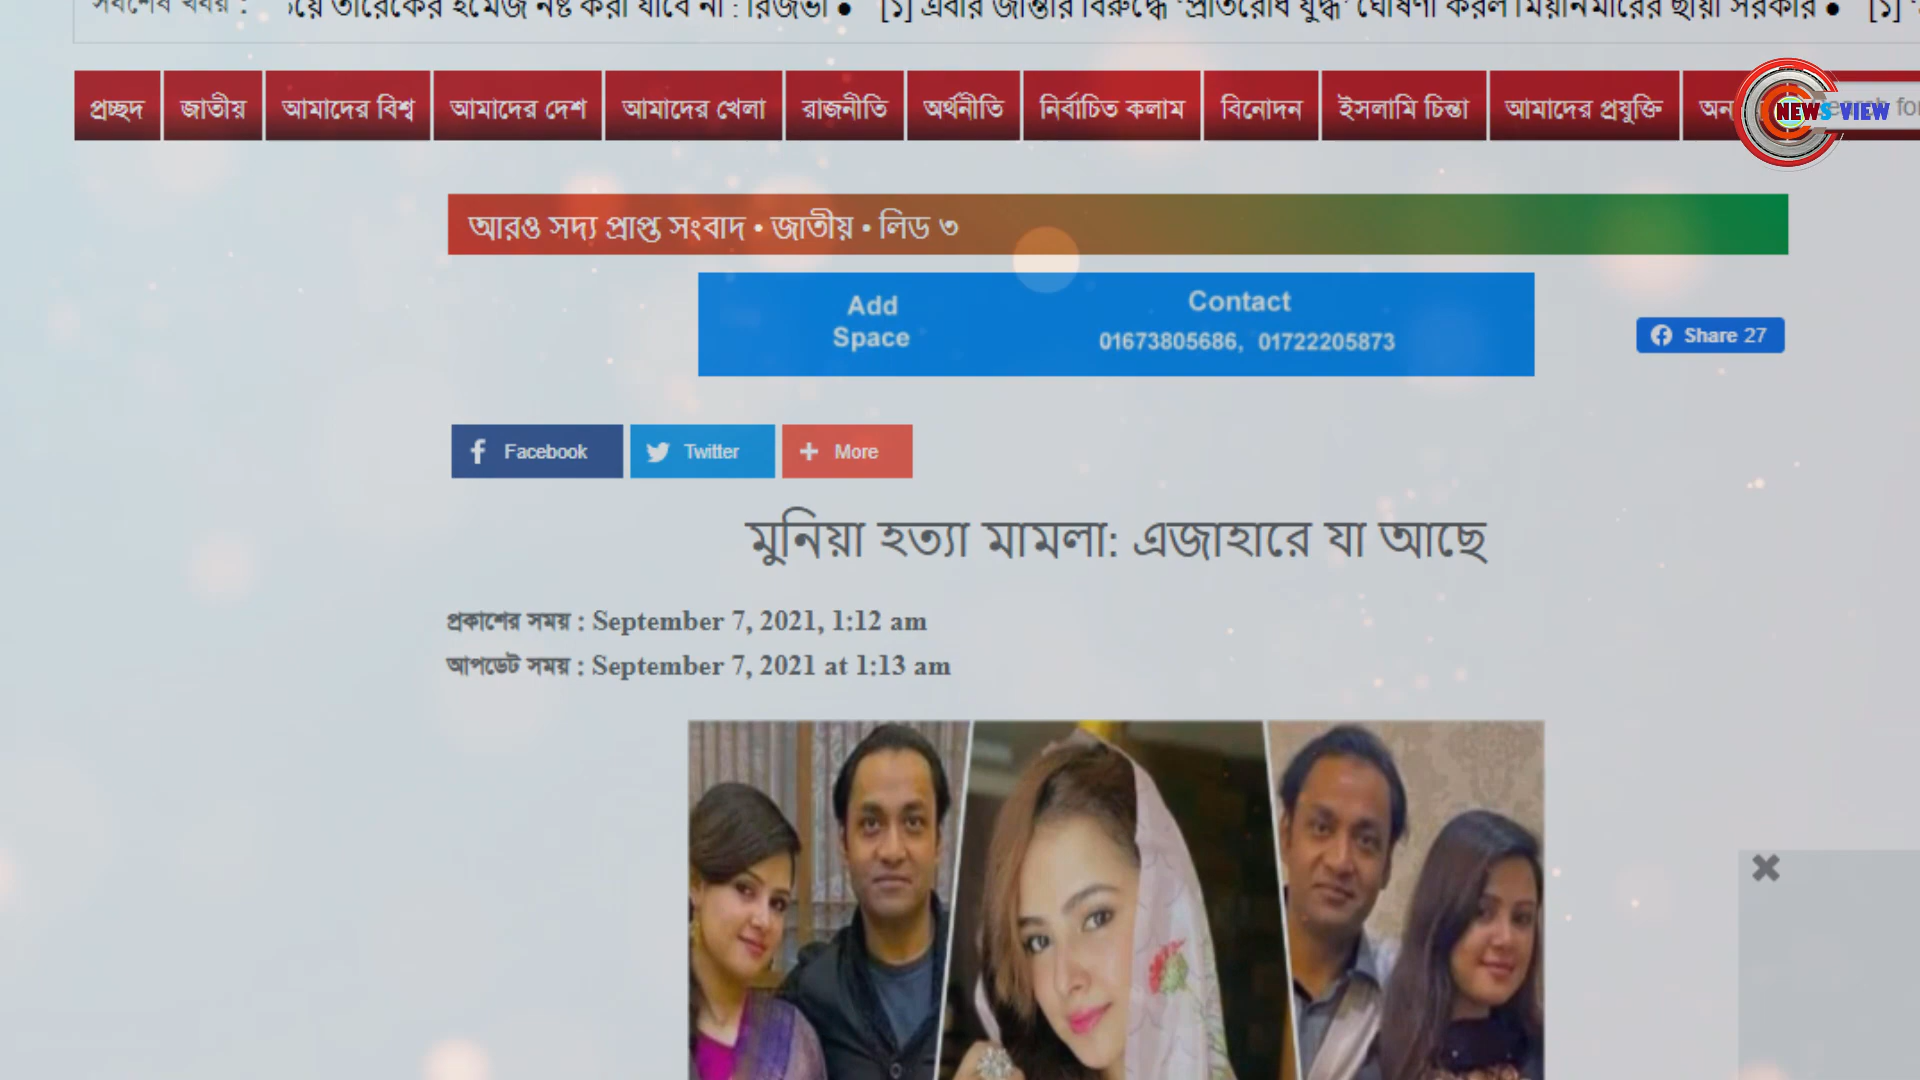 সর্বশেষ খবর :
তারেকের ইমেজ নষ্ট করা যাবে না : রিজভী ● [১] এবার জান্তার বিরুদ্ধে 'প্রতিরোধ যুদ্ধ' ঘোষণা করল মিয়ানমারের ছায়া সরকার ● [১]
প্রচ্ছদ জাতীয় আমাদের বিশ্ব আমাদের দেশ আমাদের খেলা রাজনীতি অর্থনীতি নির্বাচিত কলাম বিনোদন ইসলামি চিন্তা আমাদের প্রযুক্তি
NEWS VIEW
আরও সদ্য প্রাপ্ত সংবাদ • জাতীয় • লিড ৩
Add
Space
Contact
01673805686, 01722205873
Share 27
Facebook Twitter More
মুনিয়া হত্যা মামলা: এজাহারে যা আছে
প্রকাশের সময় : September 7, 2021, 1:12 am
আপডেট সময় : September 7, 2021 at 1:13 am